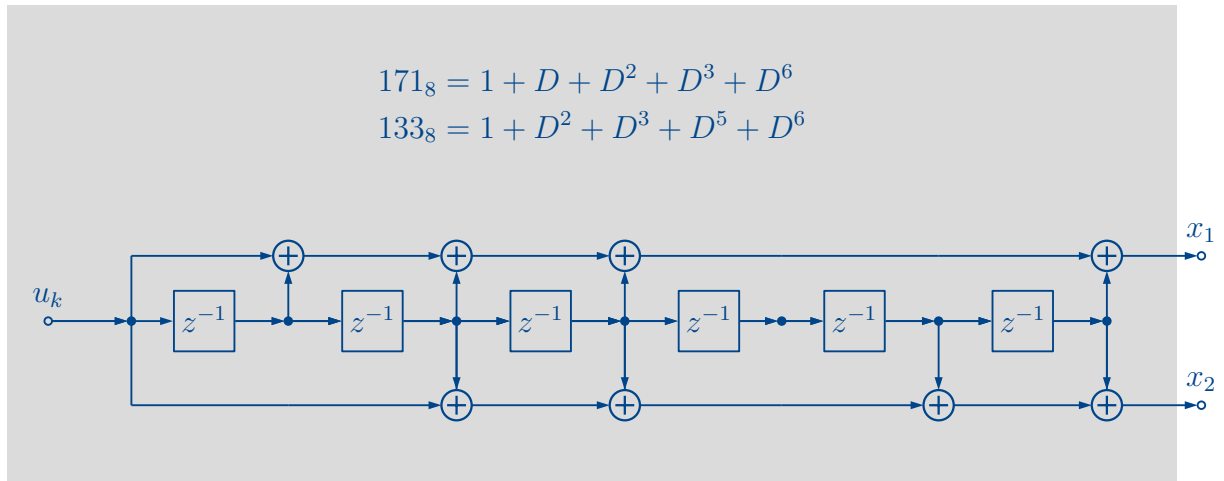 171₈ = 1 + D + D² + D³ + D⁶
133₈ = 1 + D² + D³ + D⁵ + D⁶
x₁
uₖ z⁻¹ z⁻¹ z⁻¹ z⁻¹ z⁻¹ z⁻¹
x₂